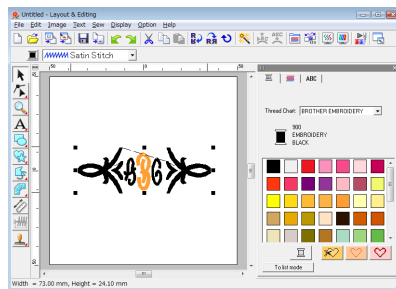 Untitled - Layout & Editing
File Edit Image Text Sew Display Option Help
Satin Stitch
ABC
Thread Chart: BROTHER EMBROIDERY
900
EMBROIDERY
BLACK
ABC
To list mode
Width = 73.00 mm, Height = 24.10 mm